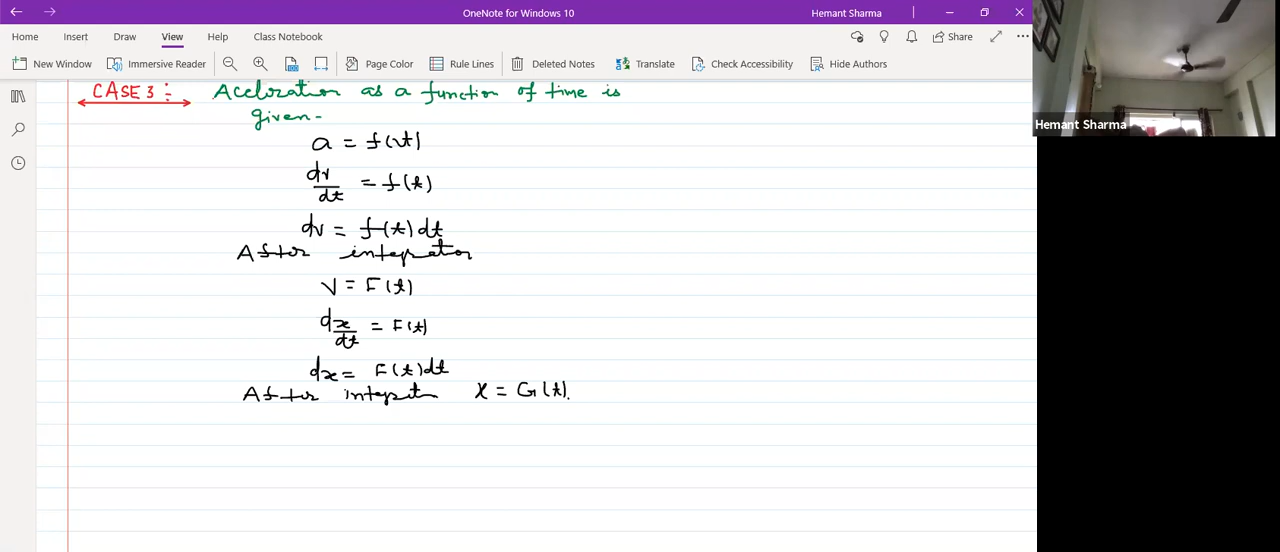 OneNote for Windows 10
Hemant Sharma
Home Insert Draw View Help Class Notebook
Share
New Window Immersive Reader Page Color Rule Lines Deleted Notes Translate Check Accessibility Hide Authors
Hemant Sharma
CASE 3 :- Aceleration as a function of time is
given-
a = f(t)
dv/dt = f(t)
dv = f(t) dt
After integration
v = F(t)
dx/dt = F(t)
dx = F(t) dt
After x = G(t).